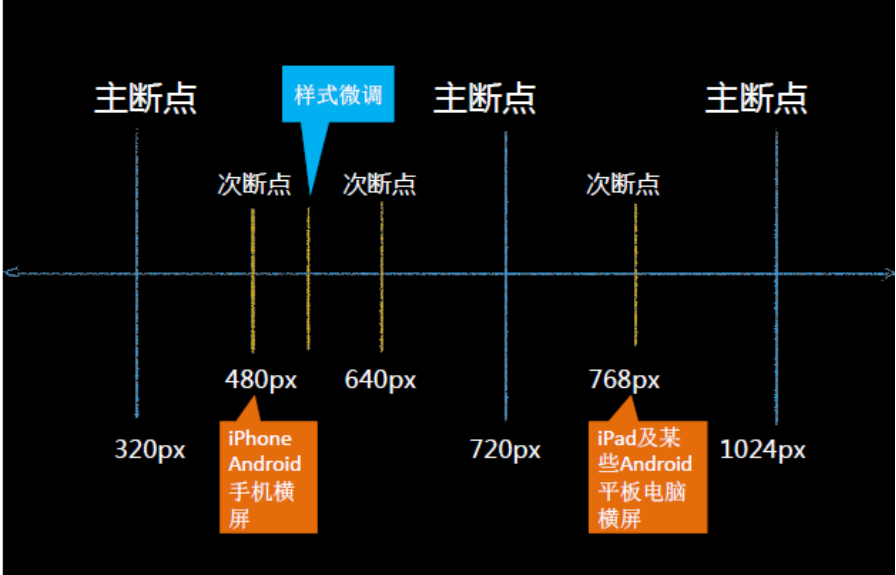 主断点
样式微调
主断点
主断点
次断点
次断点
次断点
480px
640px
768px
320px
iPhone
Android
手机横
屏
720px
iPad及某
些Android
平板电脑
横屏
1024px